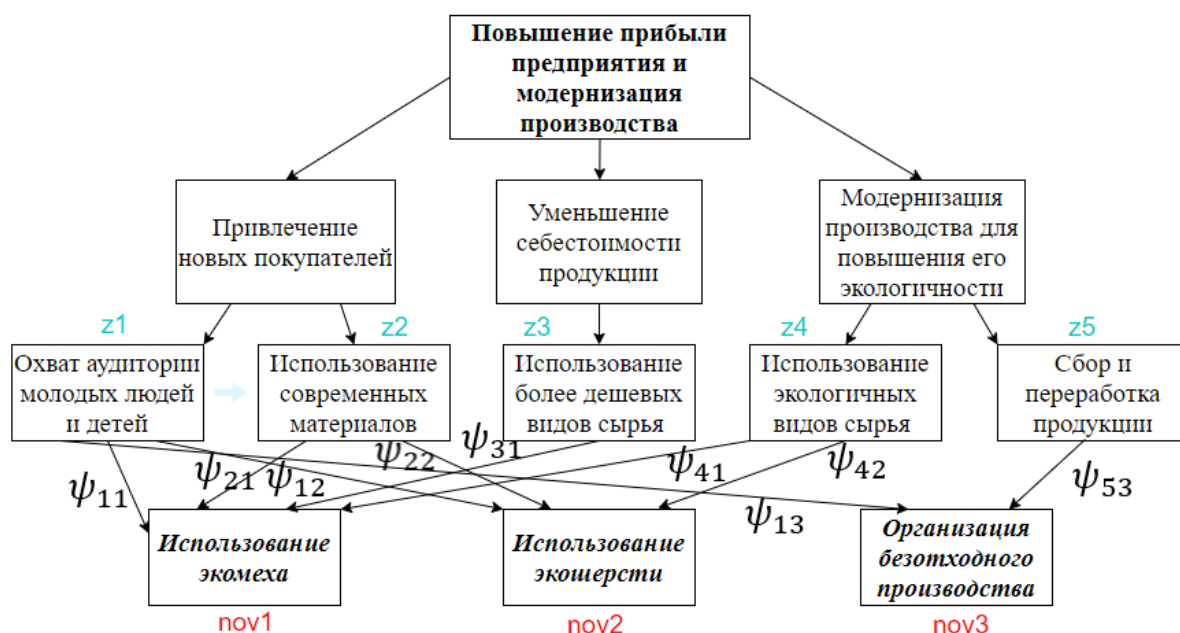 Повышение прибыли
предприятия и
модернизация
производства
Привлечение
новых покупателей
Уменьшение
себестоимости
продукции
Модернизация
производства для
повышения его
экологичности
z1
z2
z3
z4
z5
Охват аудитории
молодых людей
и детей
Использование
современных
материалов
Использование
более дешевых
видов сырья
Использование
экологичных
видов сырья
Сбор и
переработка
продукции
ψ11
ψ21
ψ12
ψ22
ψ31
ψ41
ψ13
ψ42
ψ53
Использование
экомеха
Использование
экошерсти
Организация
безотходного
производства
nov1
nov2
nov3